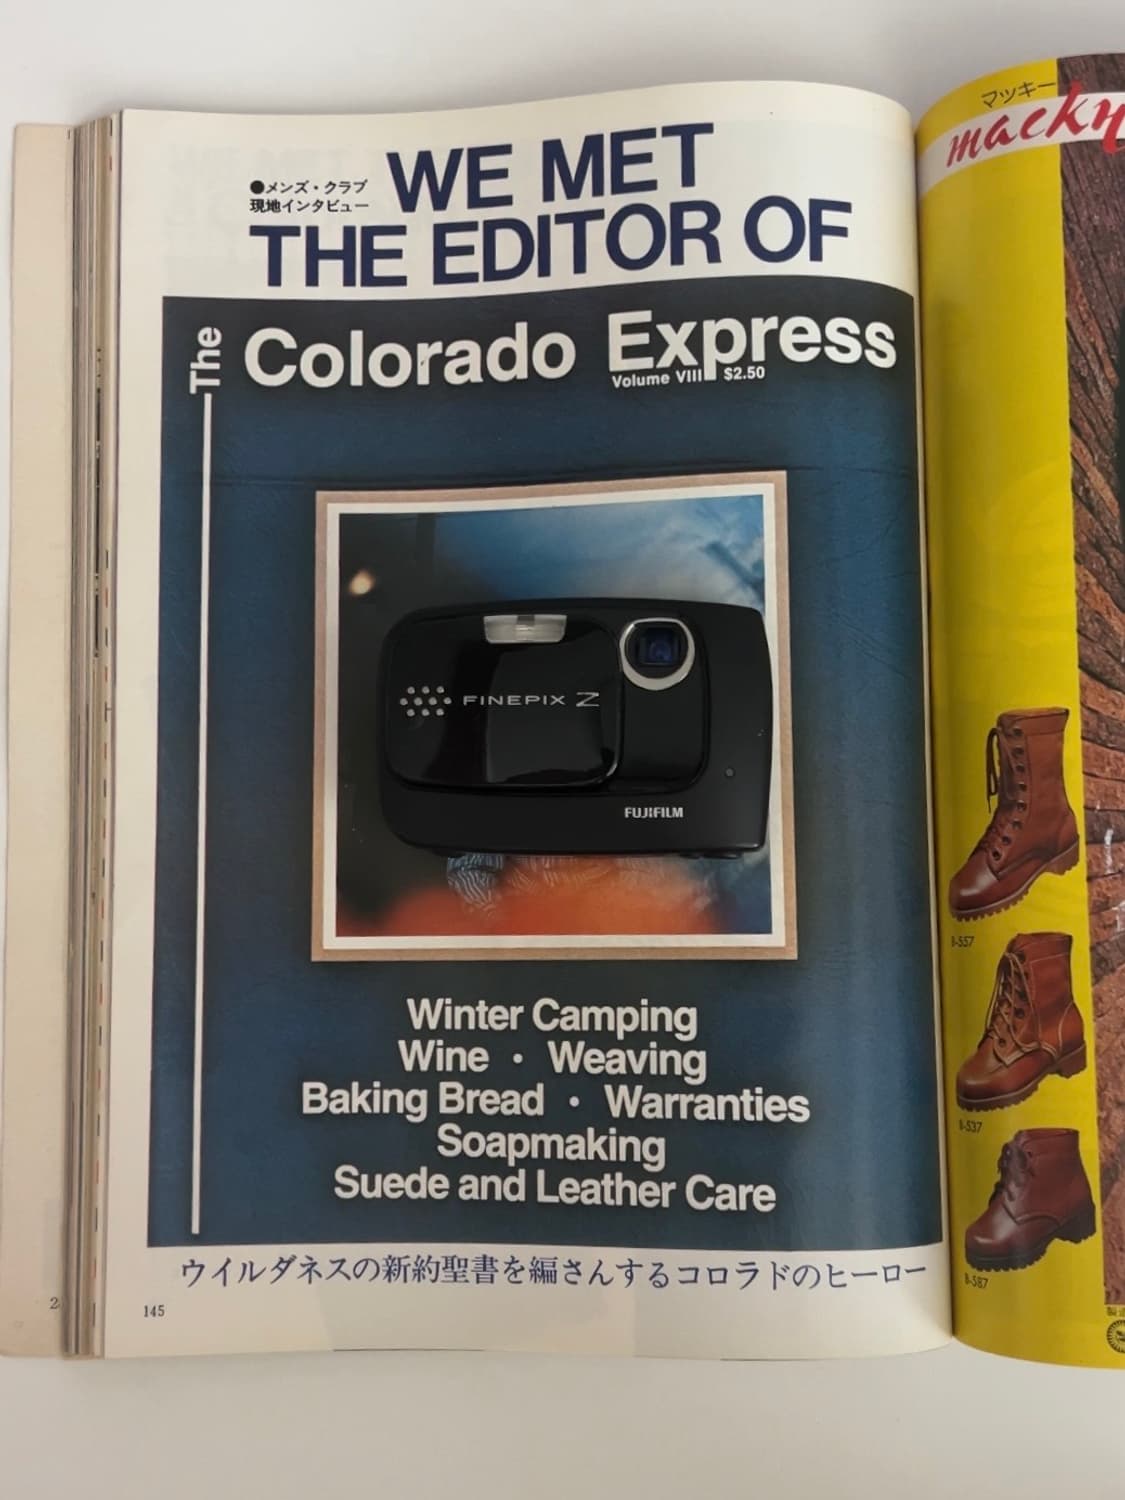 ●メンズ・クラブ
現地インタビュー
WE MET
THE EDITOR OF
The Colorado Express
Volume VIII $2.50
FINEPIX Z
FUJIFILM
Winter Camping
Wine · Weaving
Baking Bread · Warranties
Soapmaking
Suede and Leather Care
ウイルダネスの新約聖書を編さんするコロラドのヒーロー
145
マッキー
macky
B-557
B-537
B-587